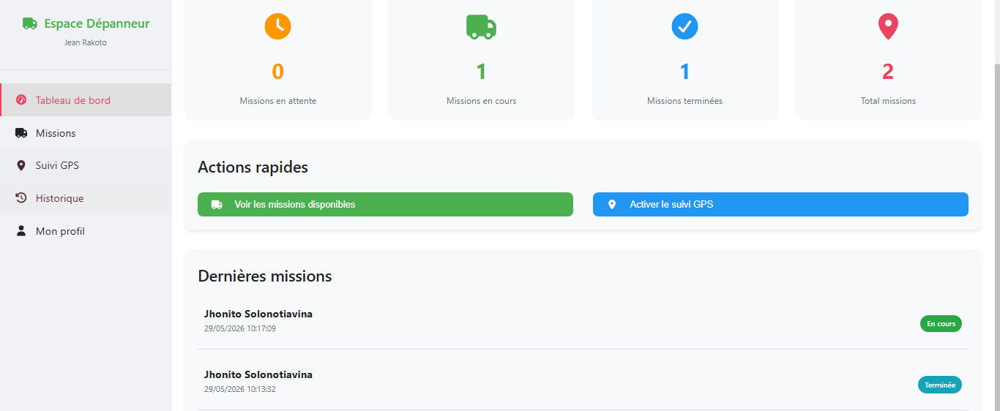 Espace Dépanneur
Jean Rakoto
Tableau de bord
Missions
Suivi GPS
Historique
Mon profil
0
Missions en attente
1
Missions en cours
1
Missions terminées
2
Total missions
Actions rapides
Voir les missions disponibles
Activer le suivi GPS
Dernières missions
Jhonito Solonotiavina
29/05/2026 10:17:09
En cours
Jhonito Solonotiavina
29/05/2026 10:13:32
Terminée